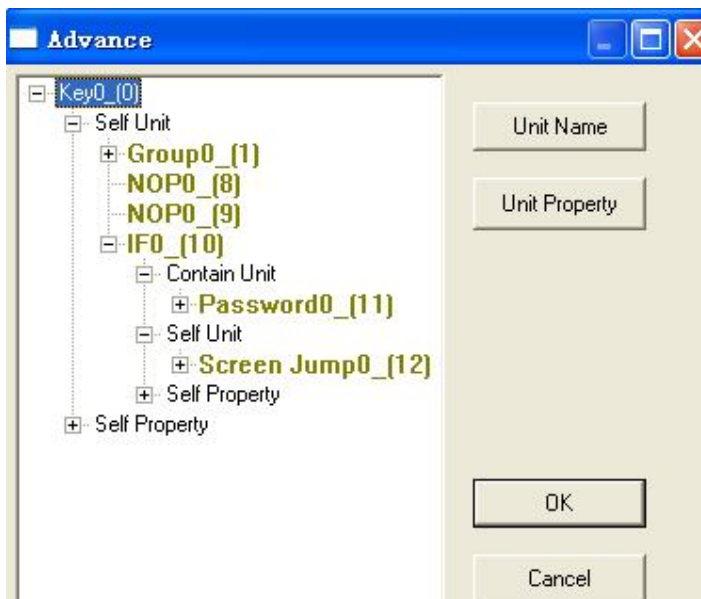 Advance
Key0_(0)
Self Unit
Group0_(1)
NOP0_(8)
NOP0_(9)
IF0_(10)
Contain Unit
Password0_(11)
Self Unit
Screen Jump0_(12)
Self Property
Self Property
Unit Name
Unit Property
OK
Cancel